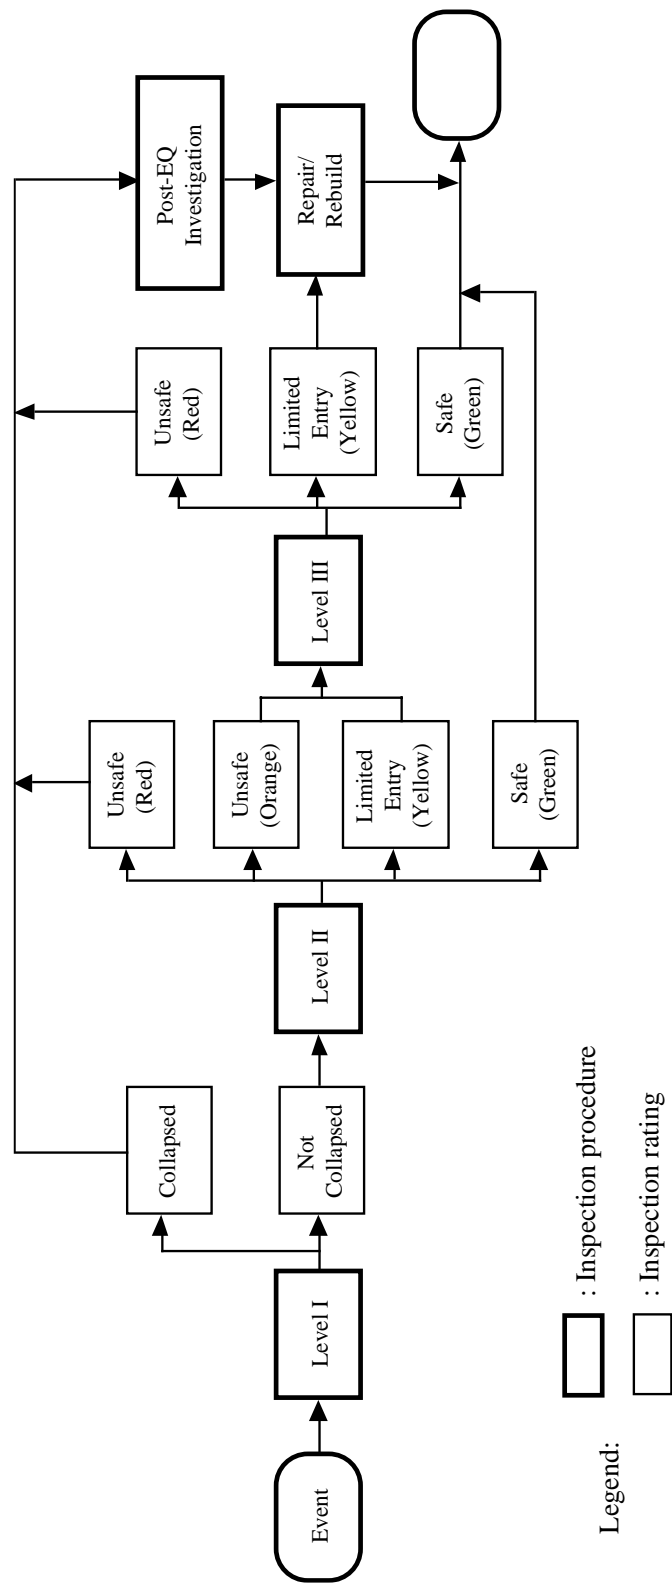 Event
Level I
Collapsed
Not
Collapsed
Level II
Unsafe
(Red)
Unsafe
(Orange)
Limited
Entry
(Yellow)
Safe
(Green)
Level III
Unsafe
(Red)
Limited
Entry
(Yellow)
Safe
(Green)
Post-EQ
Investigation
Repair/
Rebuild
Legend:
: Inspection procedure
: Inspection rating